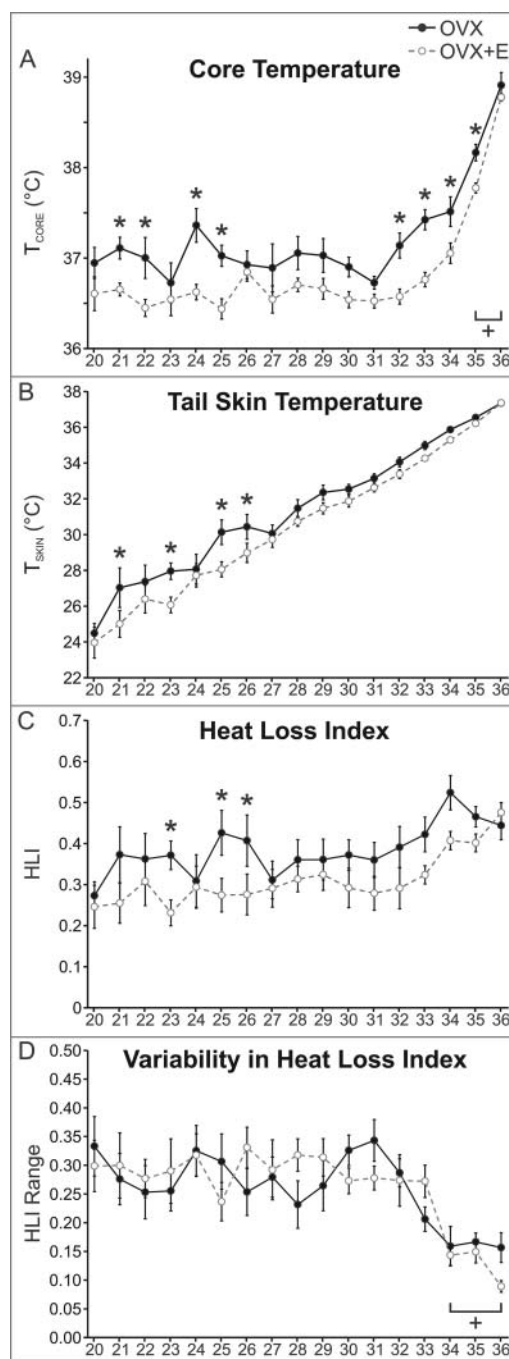 OVX
OVX+E
A
Core Temperature
39
38
37
36
T_CORE (°C)
* * * * * * * *
+
20 21 22 23 24 25 26 27 28 29 30 31 32 33 34 35 36
B
Tail Skin Temperature
38
36
34
32
30
28
26
24
22
T_SKIN (°C)
* * * *
20 21 22 23 24 25 26 27 28 29 30 31 32 33 34 35 36
C
Heat Loss Index
0.7
0.6
0.5
0.4
0.3
0.2
0.1
0
HLI
* * *
20 21 22 23 24 25 26 27 28 29 30 31 32 33 34 35 36
D
Variability in Heat Loss Index
0.50
0.45
0.40
0.35
0.30
0.25
0.20
0.15
0.10
0.05
0.00
HLI Range
+
20 21 22 23 24 25 26 27 28 29 30 31 32 33 34 35 36